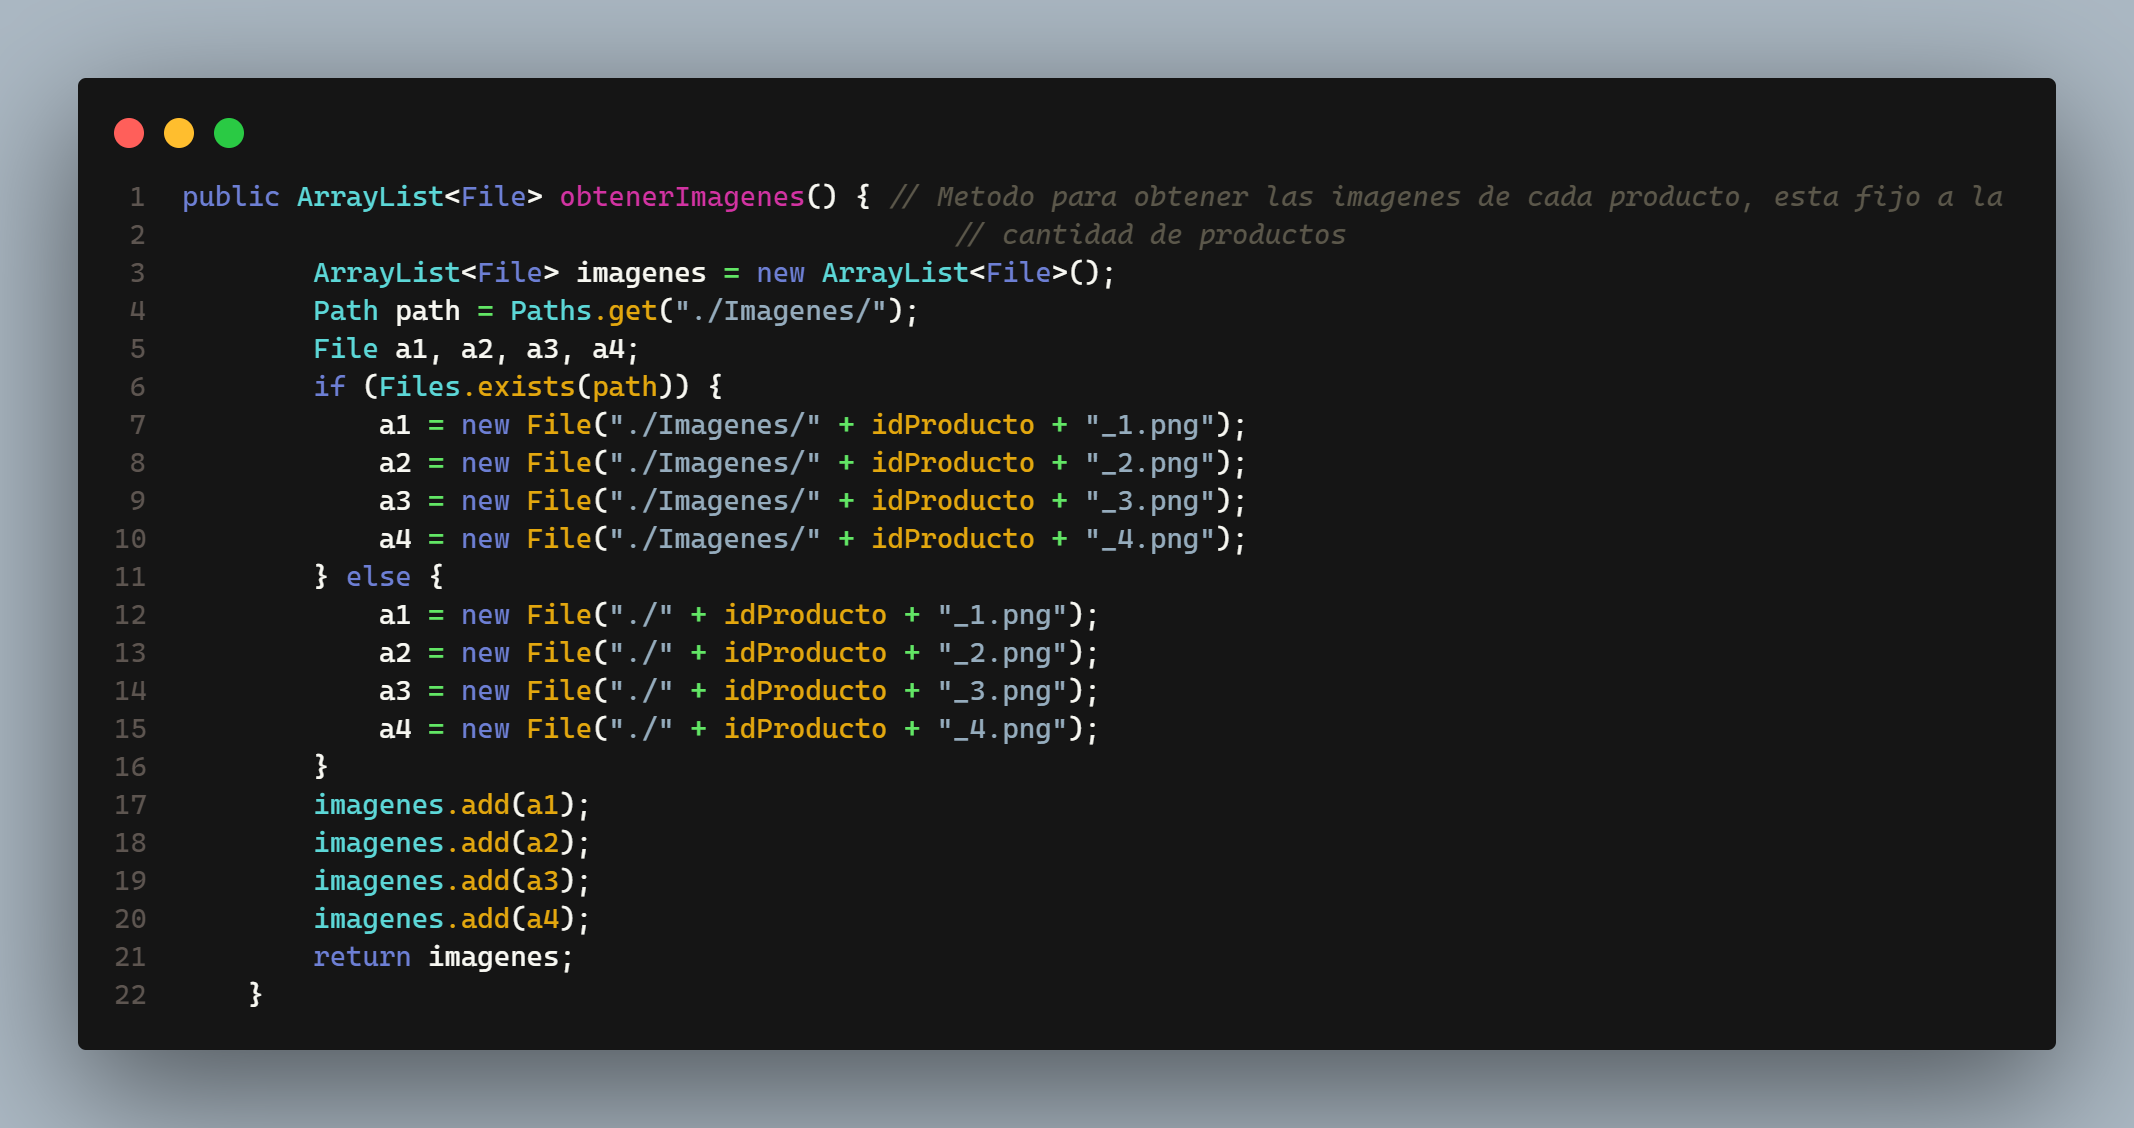 1 public ArrayList<File> obtenerImagenes() { // Metodo para obtener las imagenes de cada producto, esta fijo a la
2 // cantidad de productos
3 ArrayList<File> imagenes = new ArrayList<File>();
4 Path path = Paths.get("./Imagenes/");
5 File a1, a2, a3, a4;
6 if (Files.exists(path)) {
7 a1 = new File("./Imagenes/" + idProducto + "_1.png");
8 a2 = new File("./Imagenes/" + idProducto + "_2.png");
9 a3 = new File("./Imagenes/" + idProducto + "_3.png");
10 a4 = new File("./Imagenes/" + idProducto + "_4.png");
11 } else {
12 a1 = new File("./" + idProducto + "_1.png");
13 a2 = new File("./" + idProducto + "_2.png");
14 a3 = new File("./" + idProducto + "_3.png");
15 a4 = new File("./" + idProducto + "_4.png");
16 }
17 imagenes.add(a1);
18 imagenes.add(a2);
19 imagenes.add(a3);
20 imagenes.add(a4);
21 return imagenes;
22 }